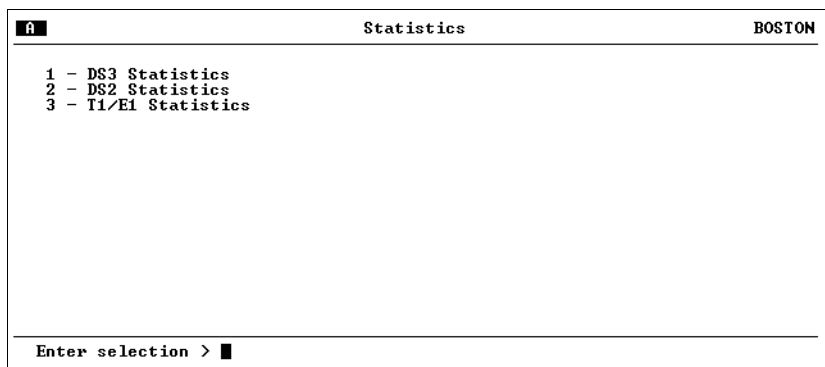 A Statistics BOSTON
1 - DS3 Statistics
2 - DS2 Statistics
3 - T1/E1 Statistics
Enter selection >